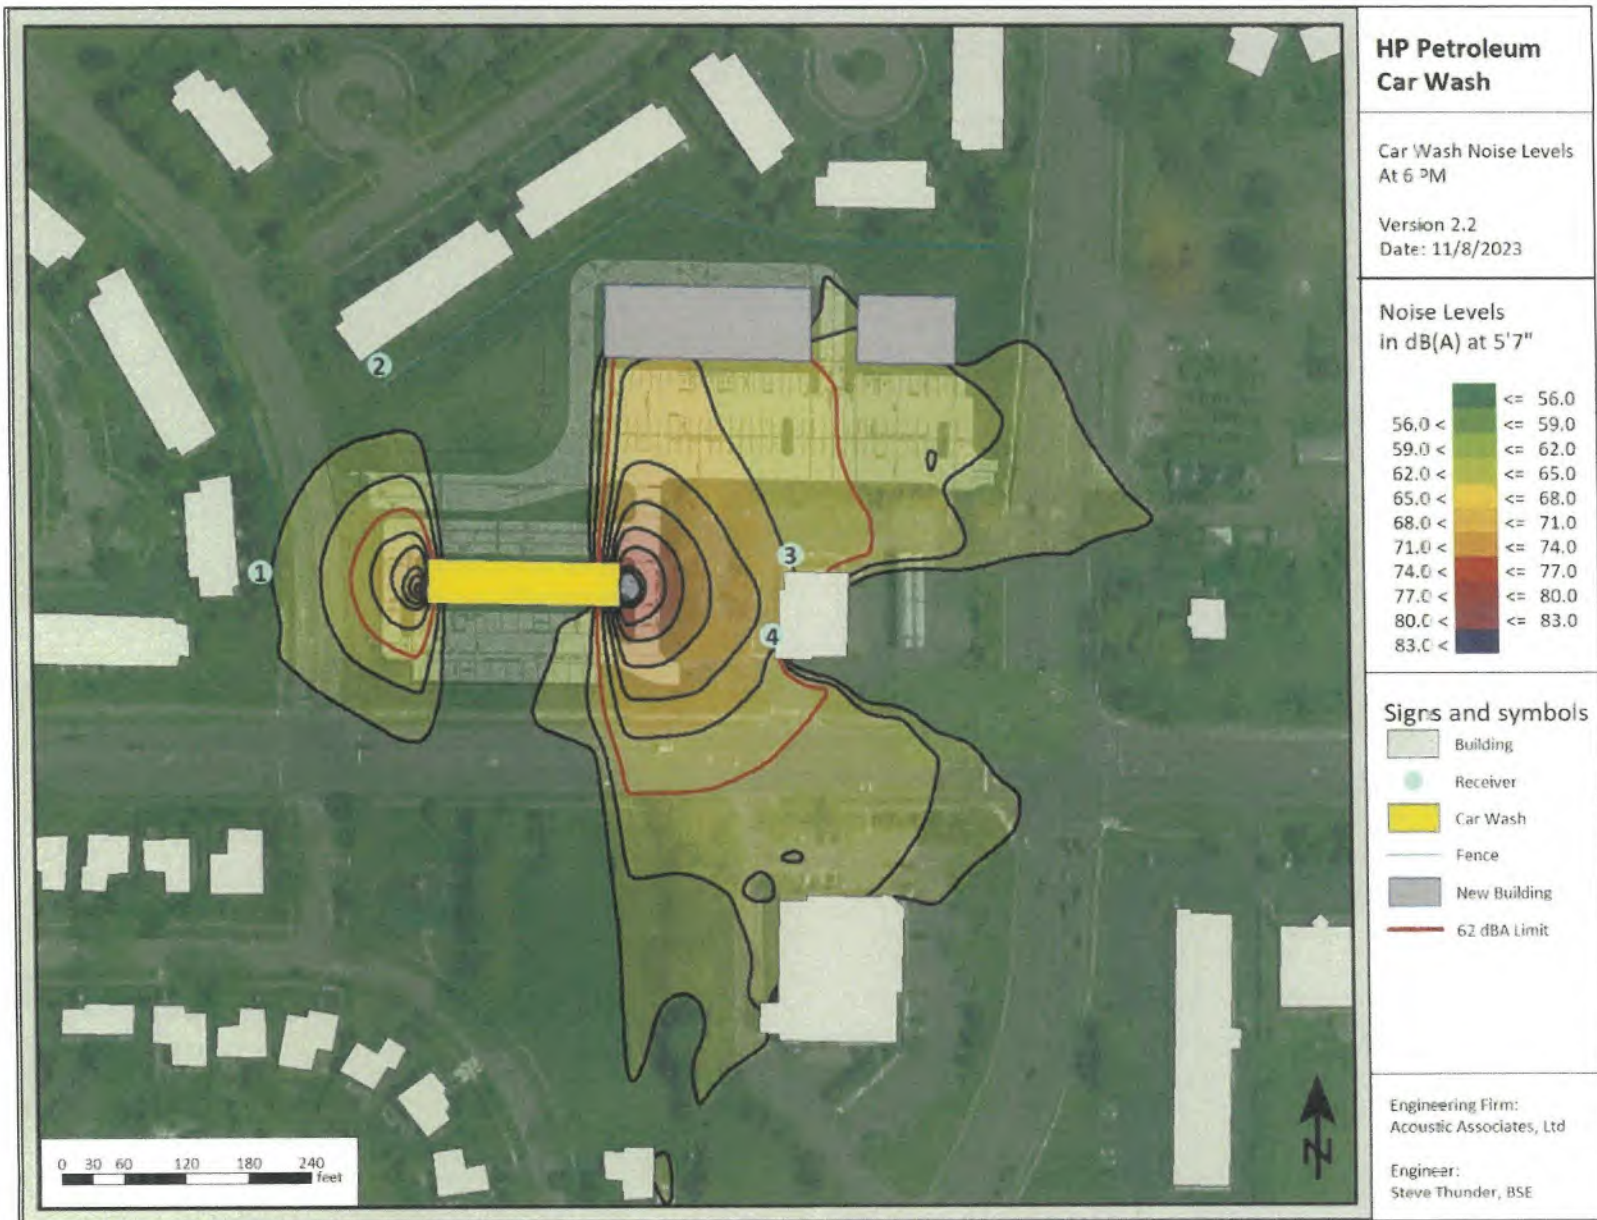 HP Petroleum
Car Wash
Car Wash Noise Levels
At 6 PM
Version 2.2
Date: 11/8/2023
Noise Levels
in dB(A) at 5'7"
<= 56.0
56.0 < <= 59.0
59.0 < <= 62.0
62.0 < <= 65.0
65.0 < <= 68.0
68.0 < <= 71.0
71.0 < <= 74.0
74.0 < <= 77.0
77.0 < <= 80.0
80.0 < <= 83.0
83.0 <
Signs and symbols
Building
Receiver
Car Wash
Fence
New Building
62 dBA Limit
Engineering Firm:
Acoustic Associates, Ltd
Engineer:
Steve Thunder, BSE
2
1
3
4
0 30 60 120 180 240
feet
N